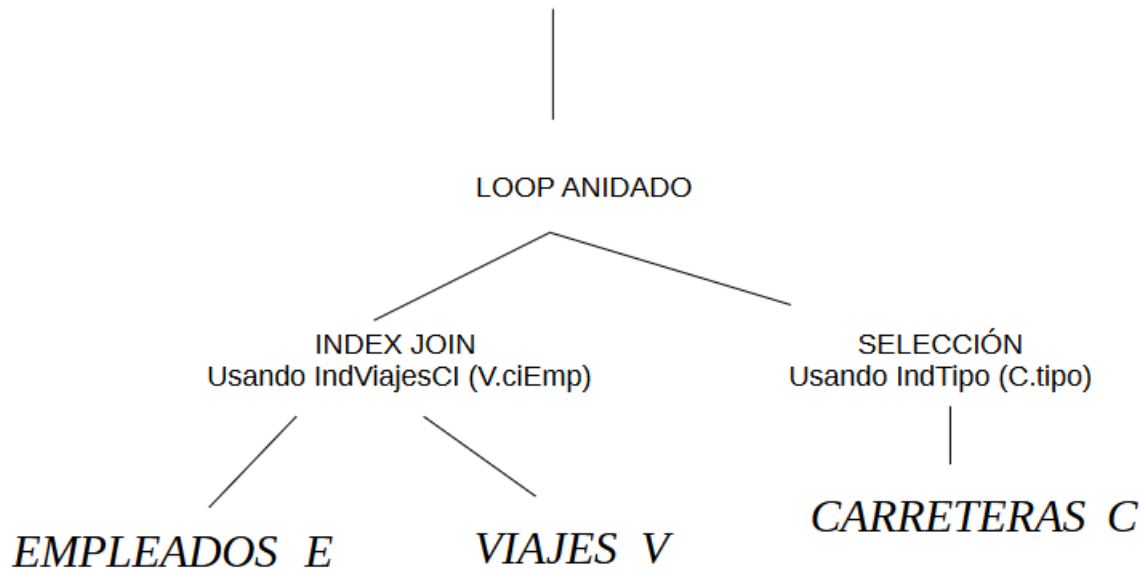 LOOP ANIDADO
INDEX JOIN
Usando IndViajesCI (V.ciEmp)
SELECCIÓN
Usando IndTipo (C.tipo)
EMPLEADOS E
VIAJES V
CARRETERAS C